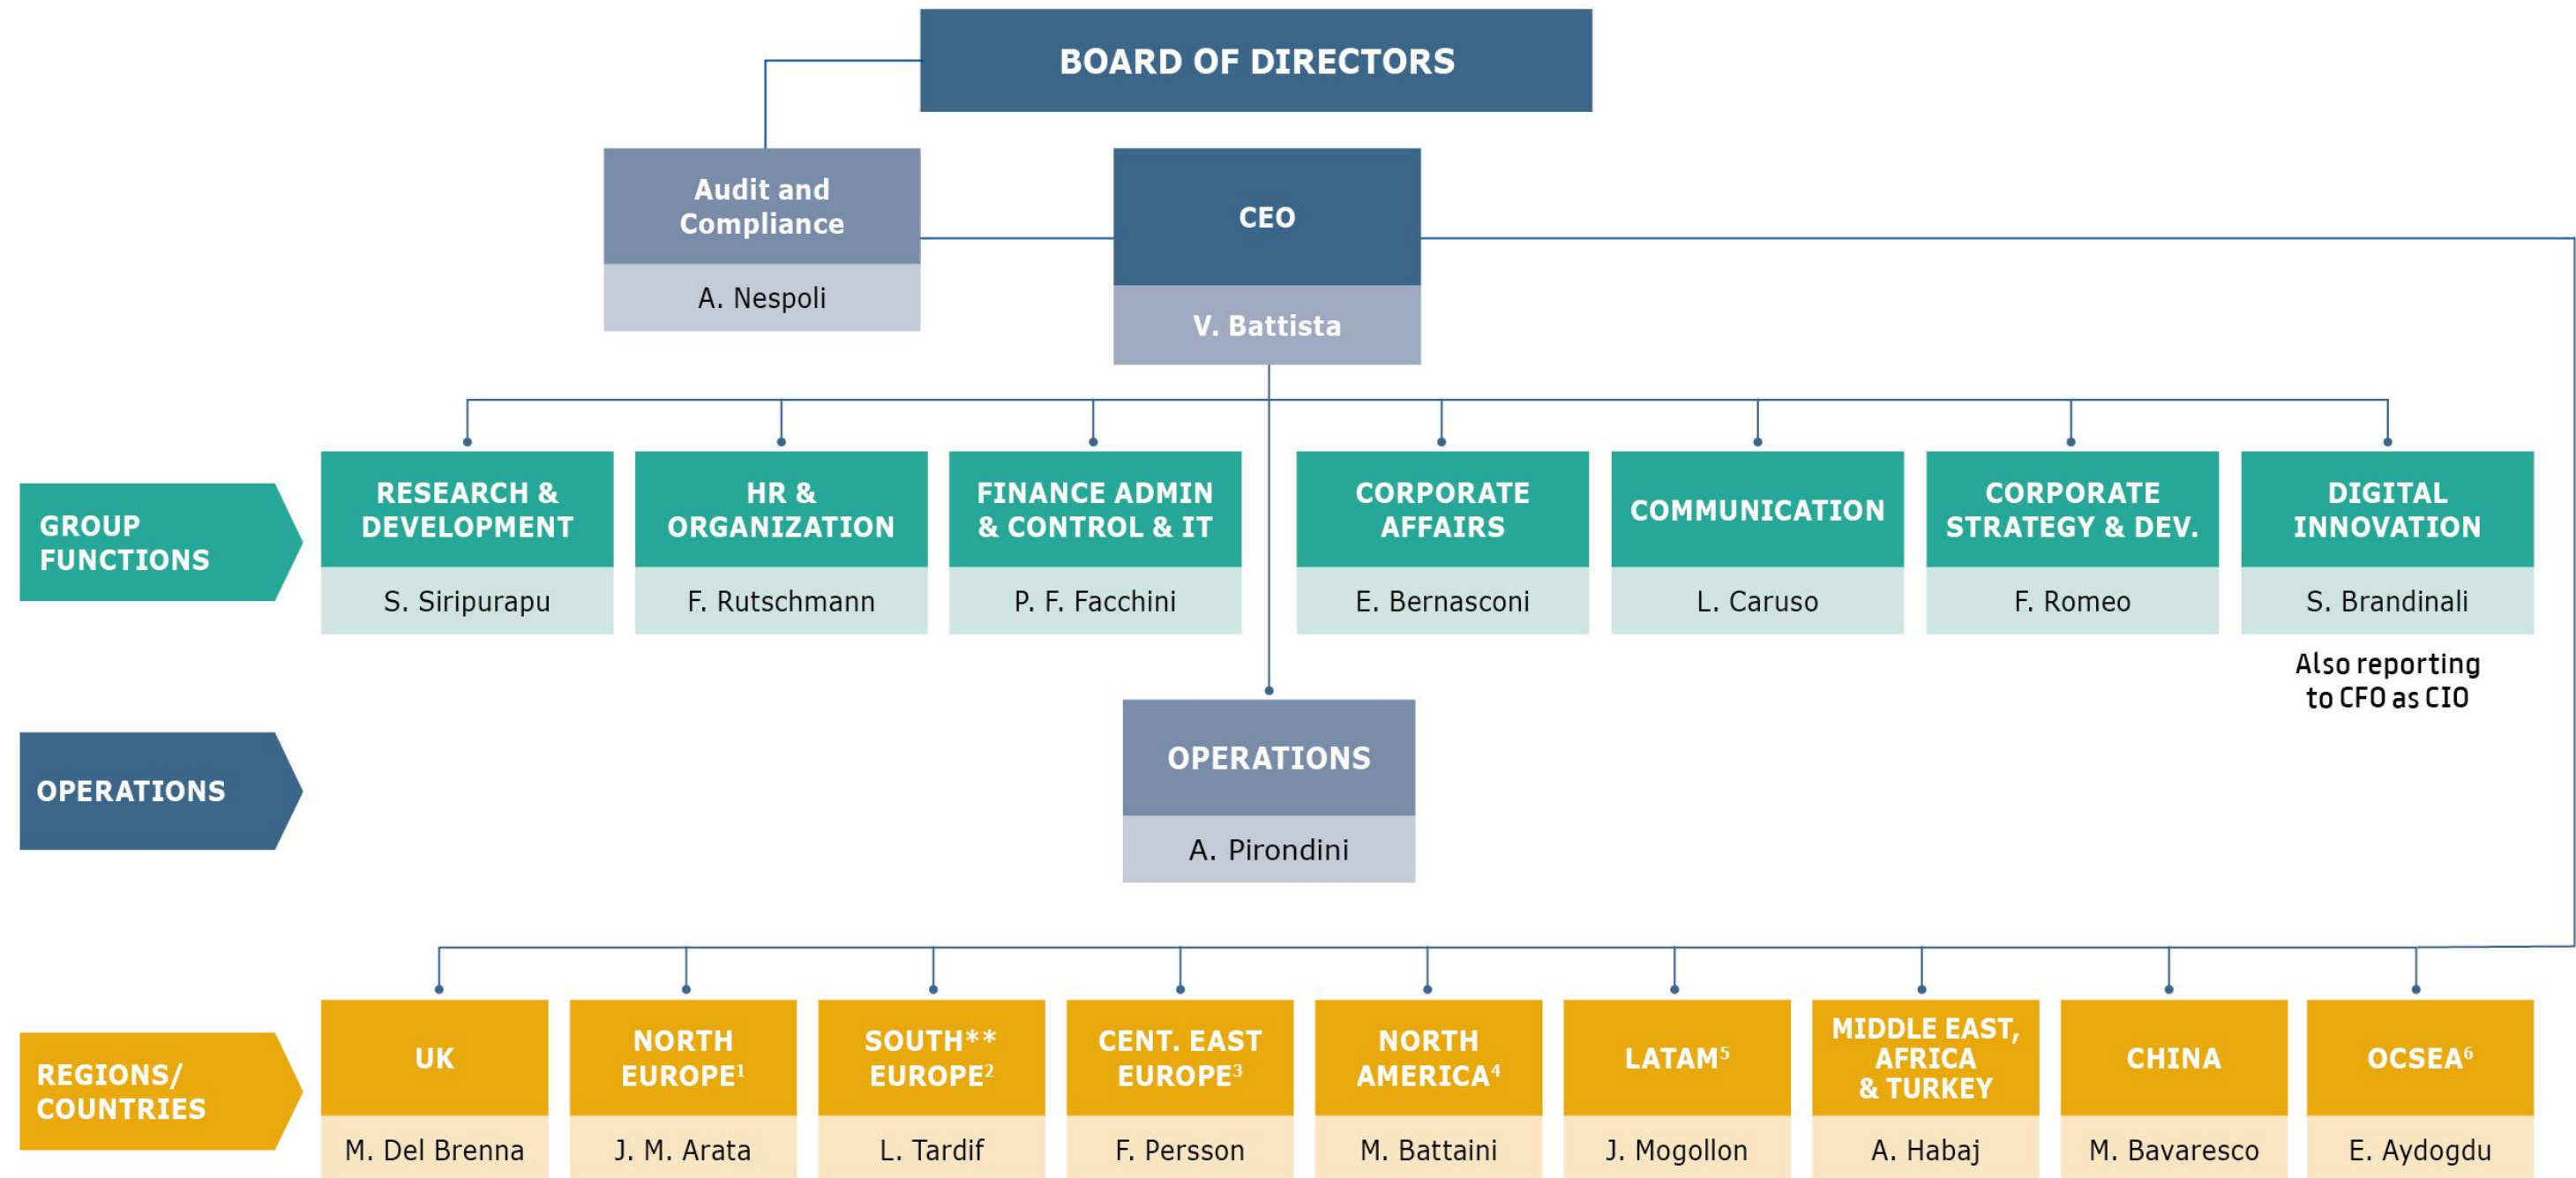 BOARD OF DIRECTORS
Audit and
Compliance
A. Nespoli
CEO
V. Battista
GROUP
FUNCTIONS
RESEARCH &
DEVELOPMENT
S. Siripurapu
HR &
ORGANIZATION
F. Rutschmann
FINANCE ADMIN
& CONTROL & IT
P. F. Facchini
CORPORATE
AFFAIRS
E. Bernasconi
COMMUNICATION
L. Caruso
CORPORATE
STRATEGY & DEV.
F. Romeo
DIGITAL
INNOVATION
S. Brandinali
Also reporting
to CFO as CIO
OPERATIONS
OPERATIONS
A. Pirondini
REGIONS/
COUNTRIES
UK
M. Del Brenna
NORTH
EUROPE¹
J. M. Arata
SOUTH**
EUROPE²
L. Tardif
CENT. EAST
EUROPE³
F. Persson
NORTH
AMERICA⁴
M. Battaini
LATAM⁵
J. Mogollon
MIDDLE EAST,
AFRICA
& TURKEY
A. Habaj
CHINA
M. Bavaresco
OCSEA⁶
E. Aydogdu